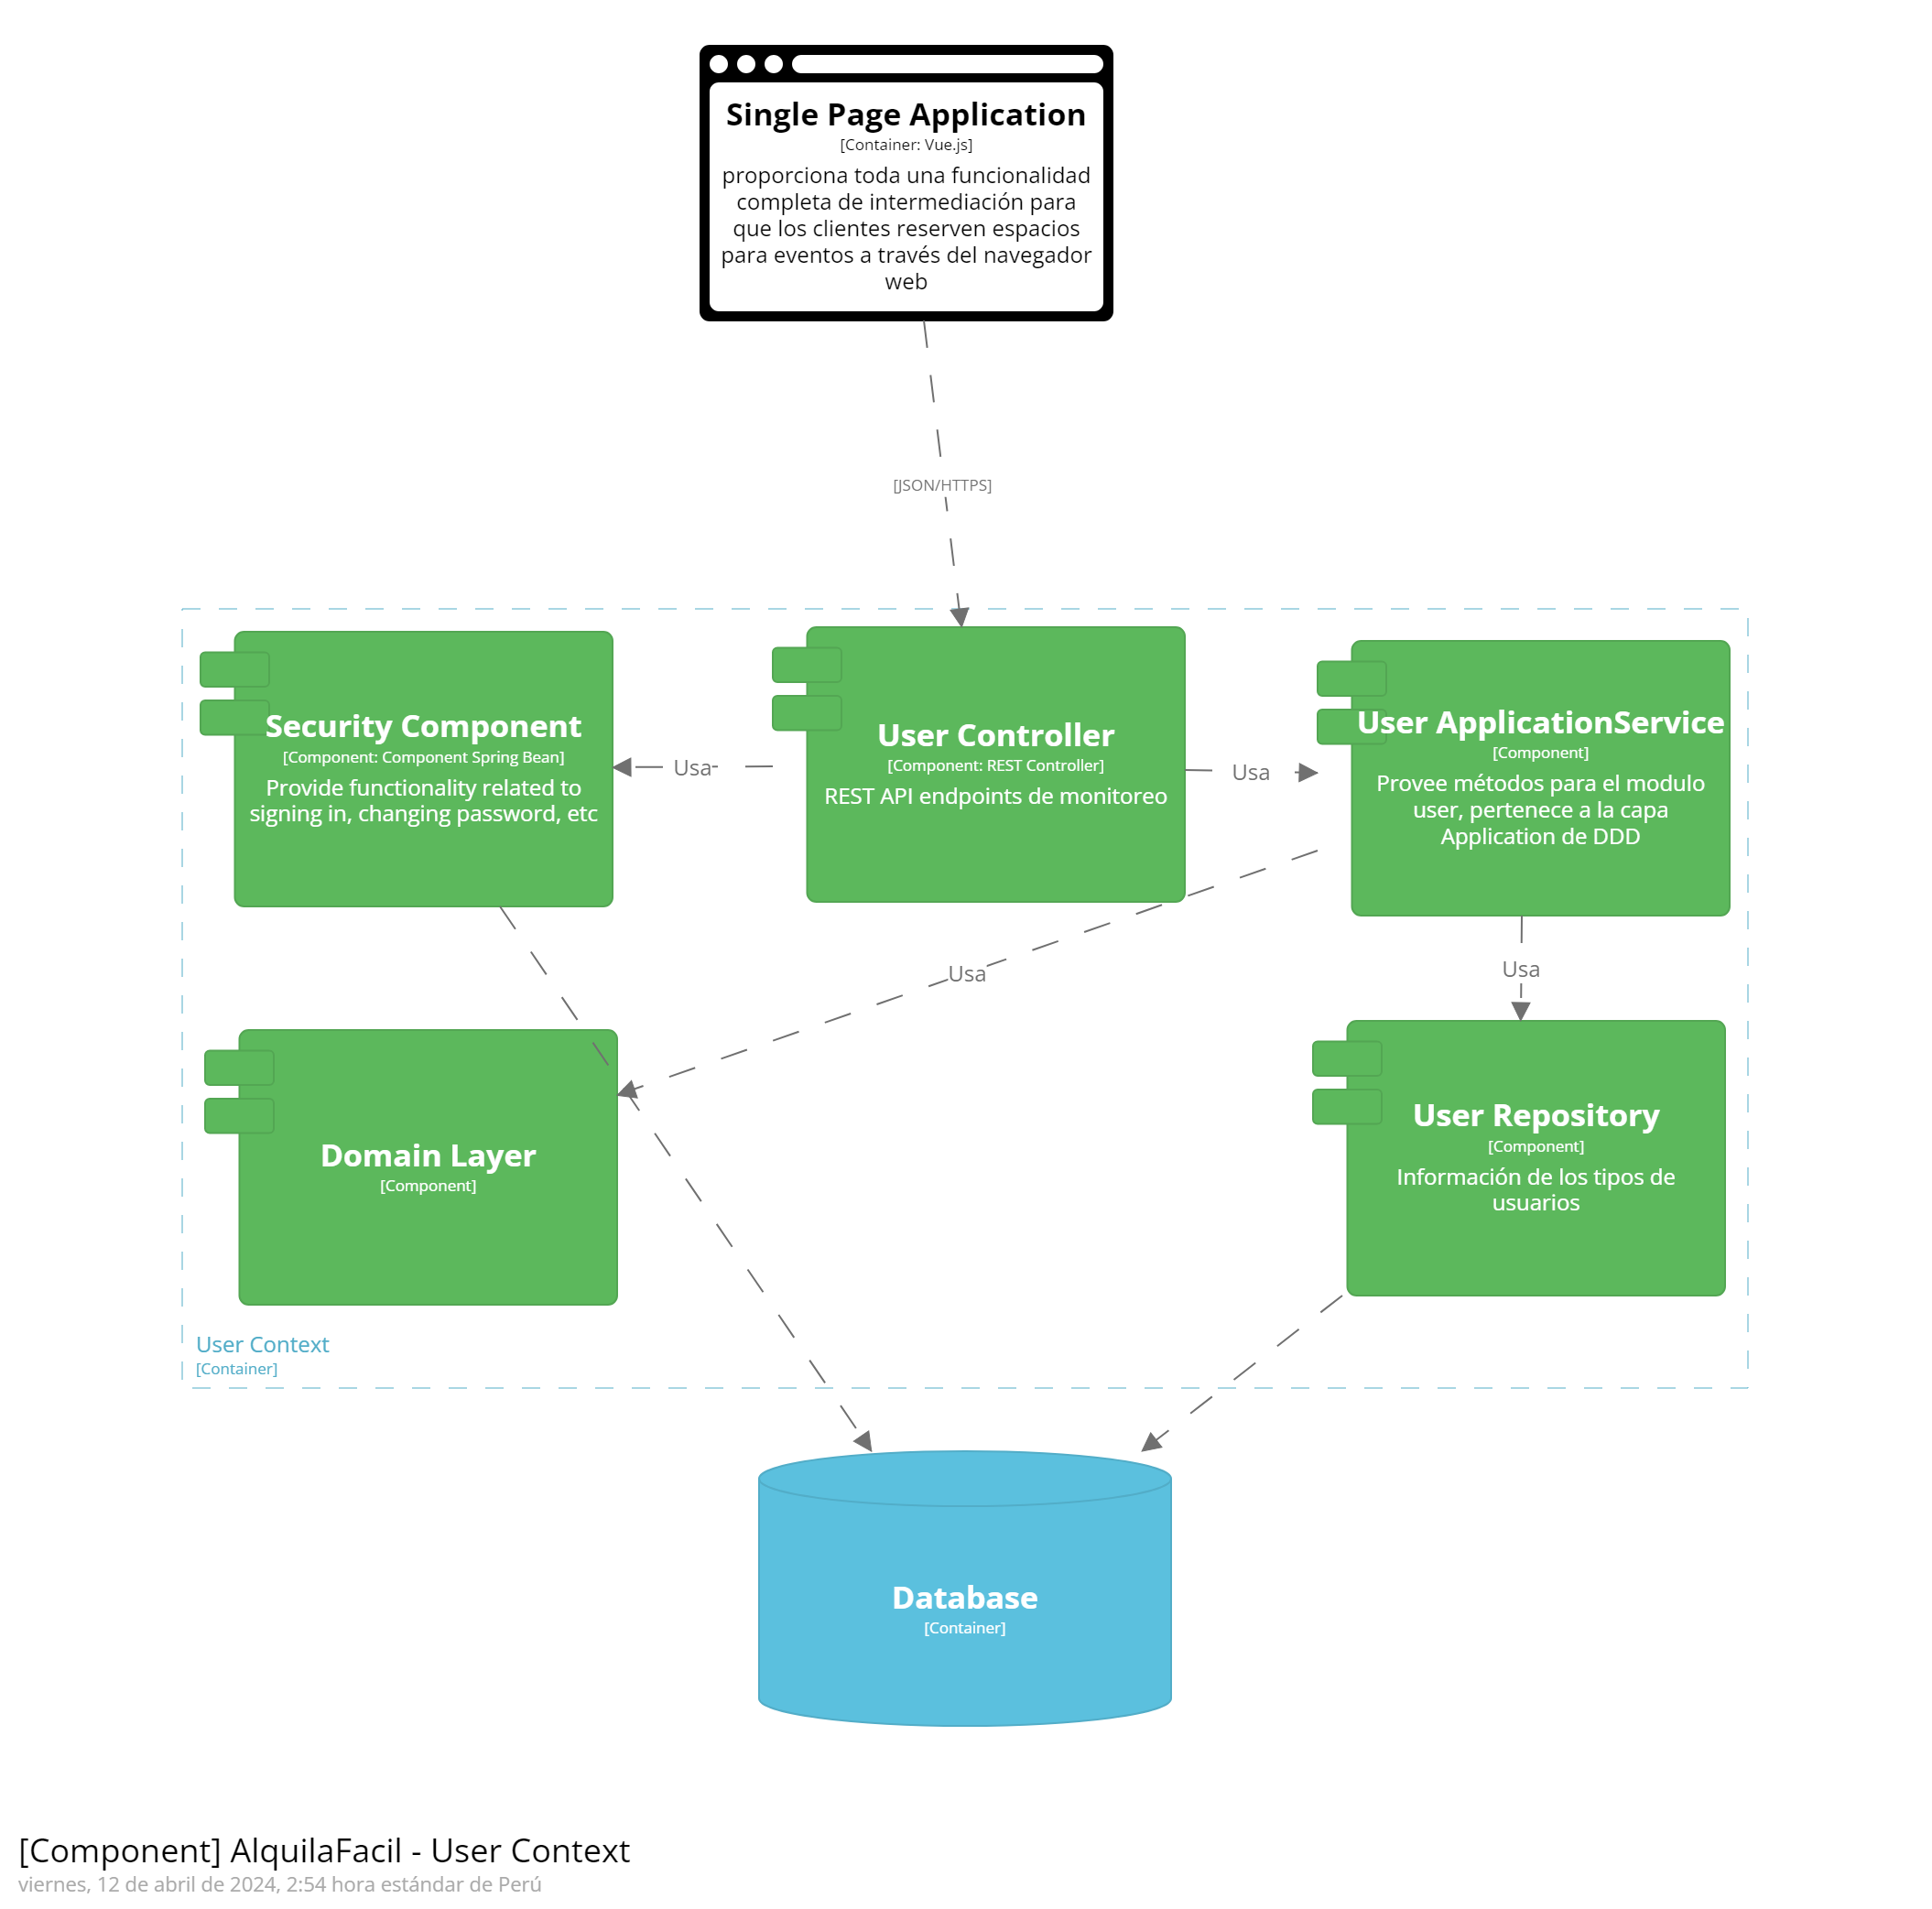 Single Page Application
[Container: Vue.js]
proporciona toda una funcionalidad
completa de intermediación para
que los clientes reserven espacios
para eventos a través del navegador
web
[JSON/HTTPS]
Security Component
[Component: Component Spring Bean]
Provide functionality related to
signing in, changing password, etc
Usa
User Controller
[Component: REST Controller]
REST API endpoints de monitoreo
Usa
User ApplicationService
[Component]
Provee métodos para el modulo
user, pertenece a la capa
Application de DDD
Usa
Usa
Domain Layer
[Component]
User Repository
[Component]
Información de los tipos de
usuarios
User Context
[Container]
Database
[Container]
[Component] AlquilaFacil - User Context
viernes, 12 de abril de 2024, 2:54 hora estándar de Perú